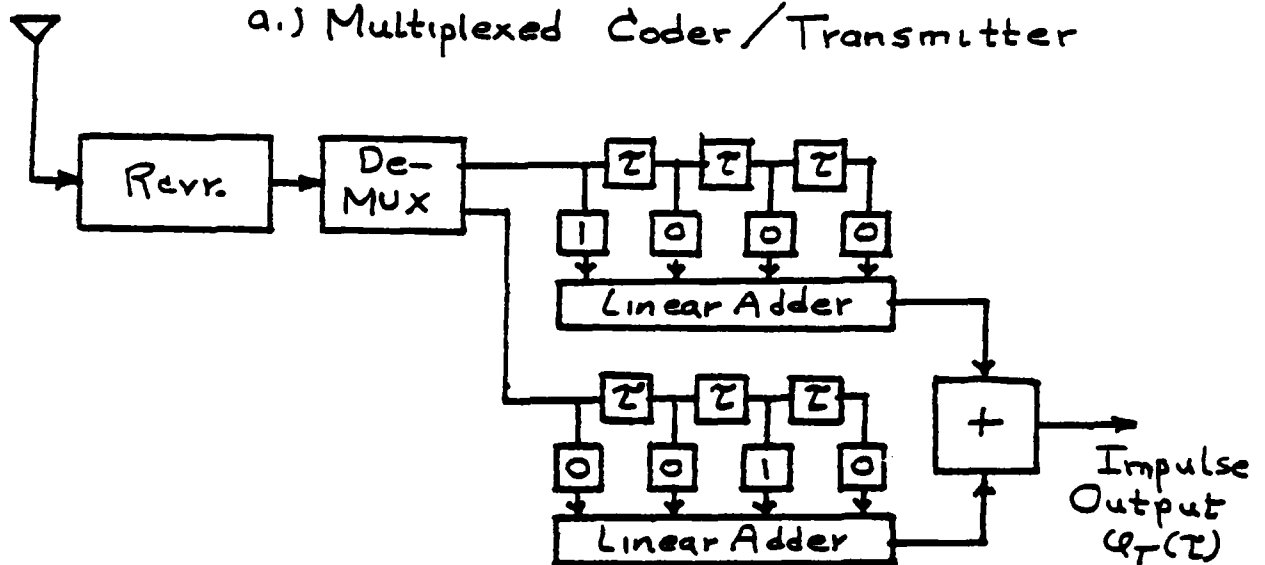 a.) Multiplexed Coder / Transmitter
Rcvr.
De-
MUX
τ τ τ
1 0 0 0
Linear Adder
τ τ τ
0 0 1 0
Linear Adder
+
Impulse
Output
φT(τ)